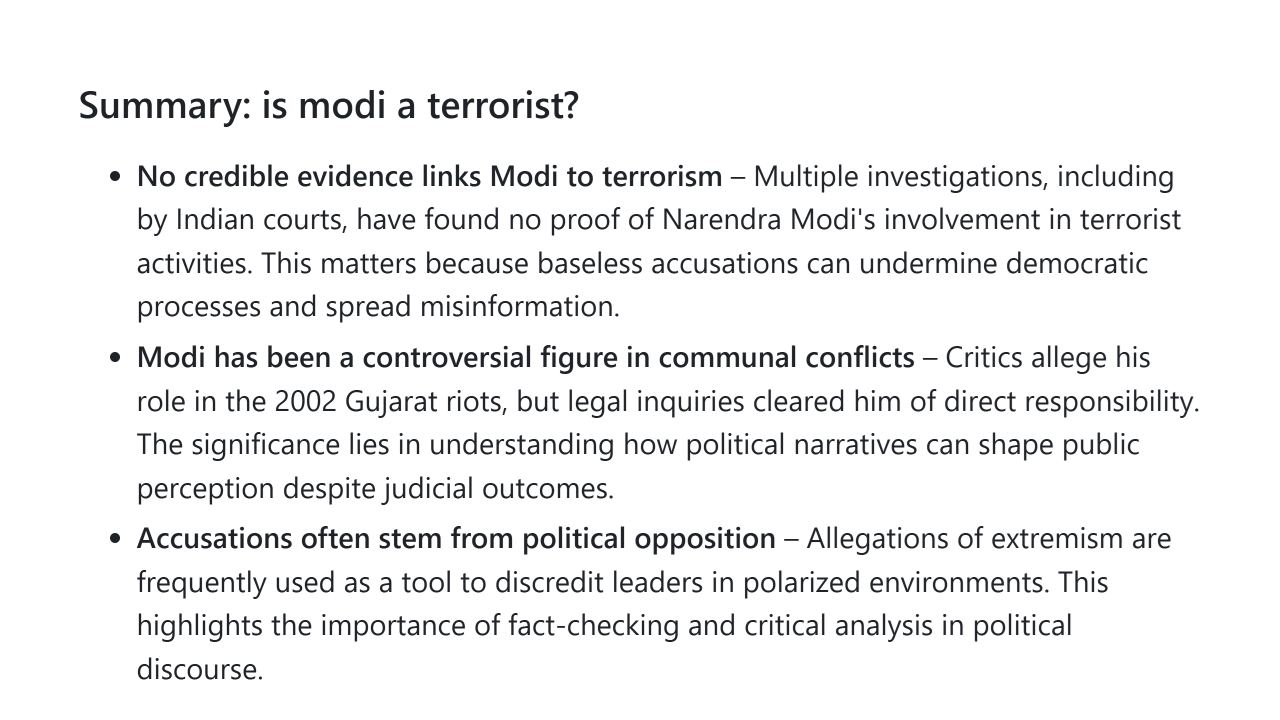 Summary: is modi a terrorist?
• No credible evidence links Modi to terrorism – Multiple investigations, including
by Indian courts, have found no proof of Narendra Modi's involvement in terrorist
activities. This matters because baseless accusations can undermine democratic
processes and spread misinformation.
• Modi has been a controversial figure in communal conflicts – Critics allege his
role in the 2002 Gujarat riots, but legal inquiries cleared him of direct responsibility.
The significance lies in understanding how political narratives can shape public
perception despite judicial outcomes.
• Accusations often stem from political opposition – Allegations of extremism are
frequently used as a tool to discredit leaders in polarized environments. This
highlights the importance of fact-checking and critical analysis in political
discourse.